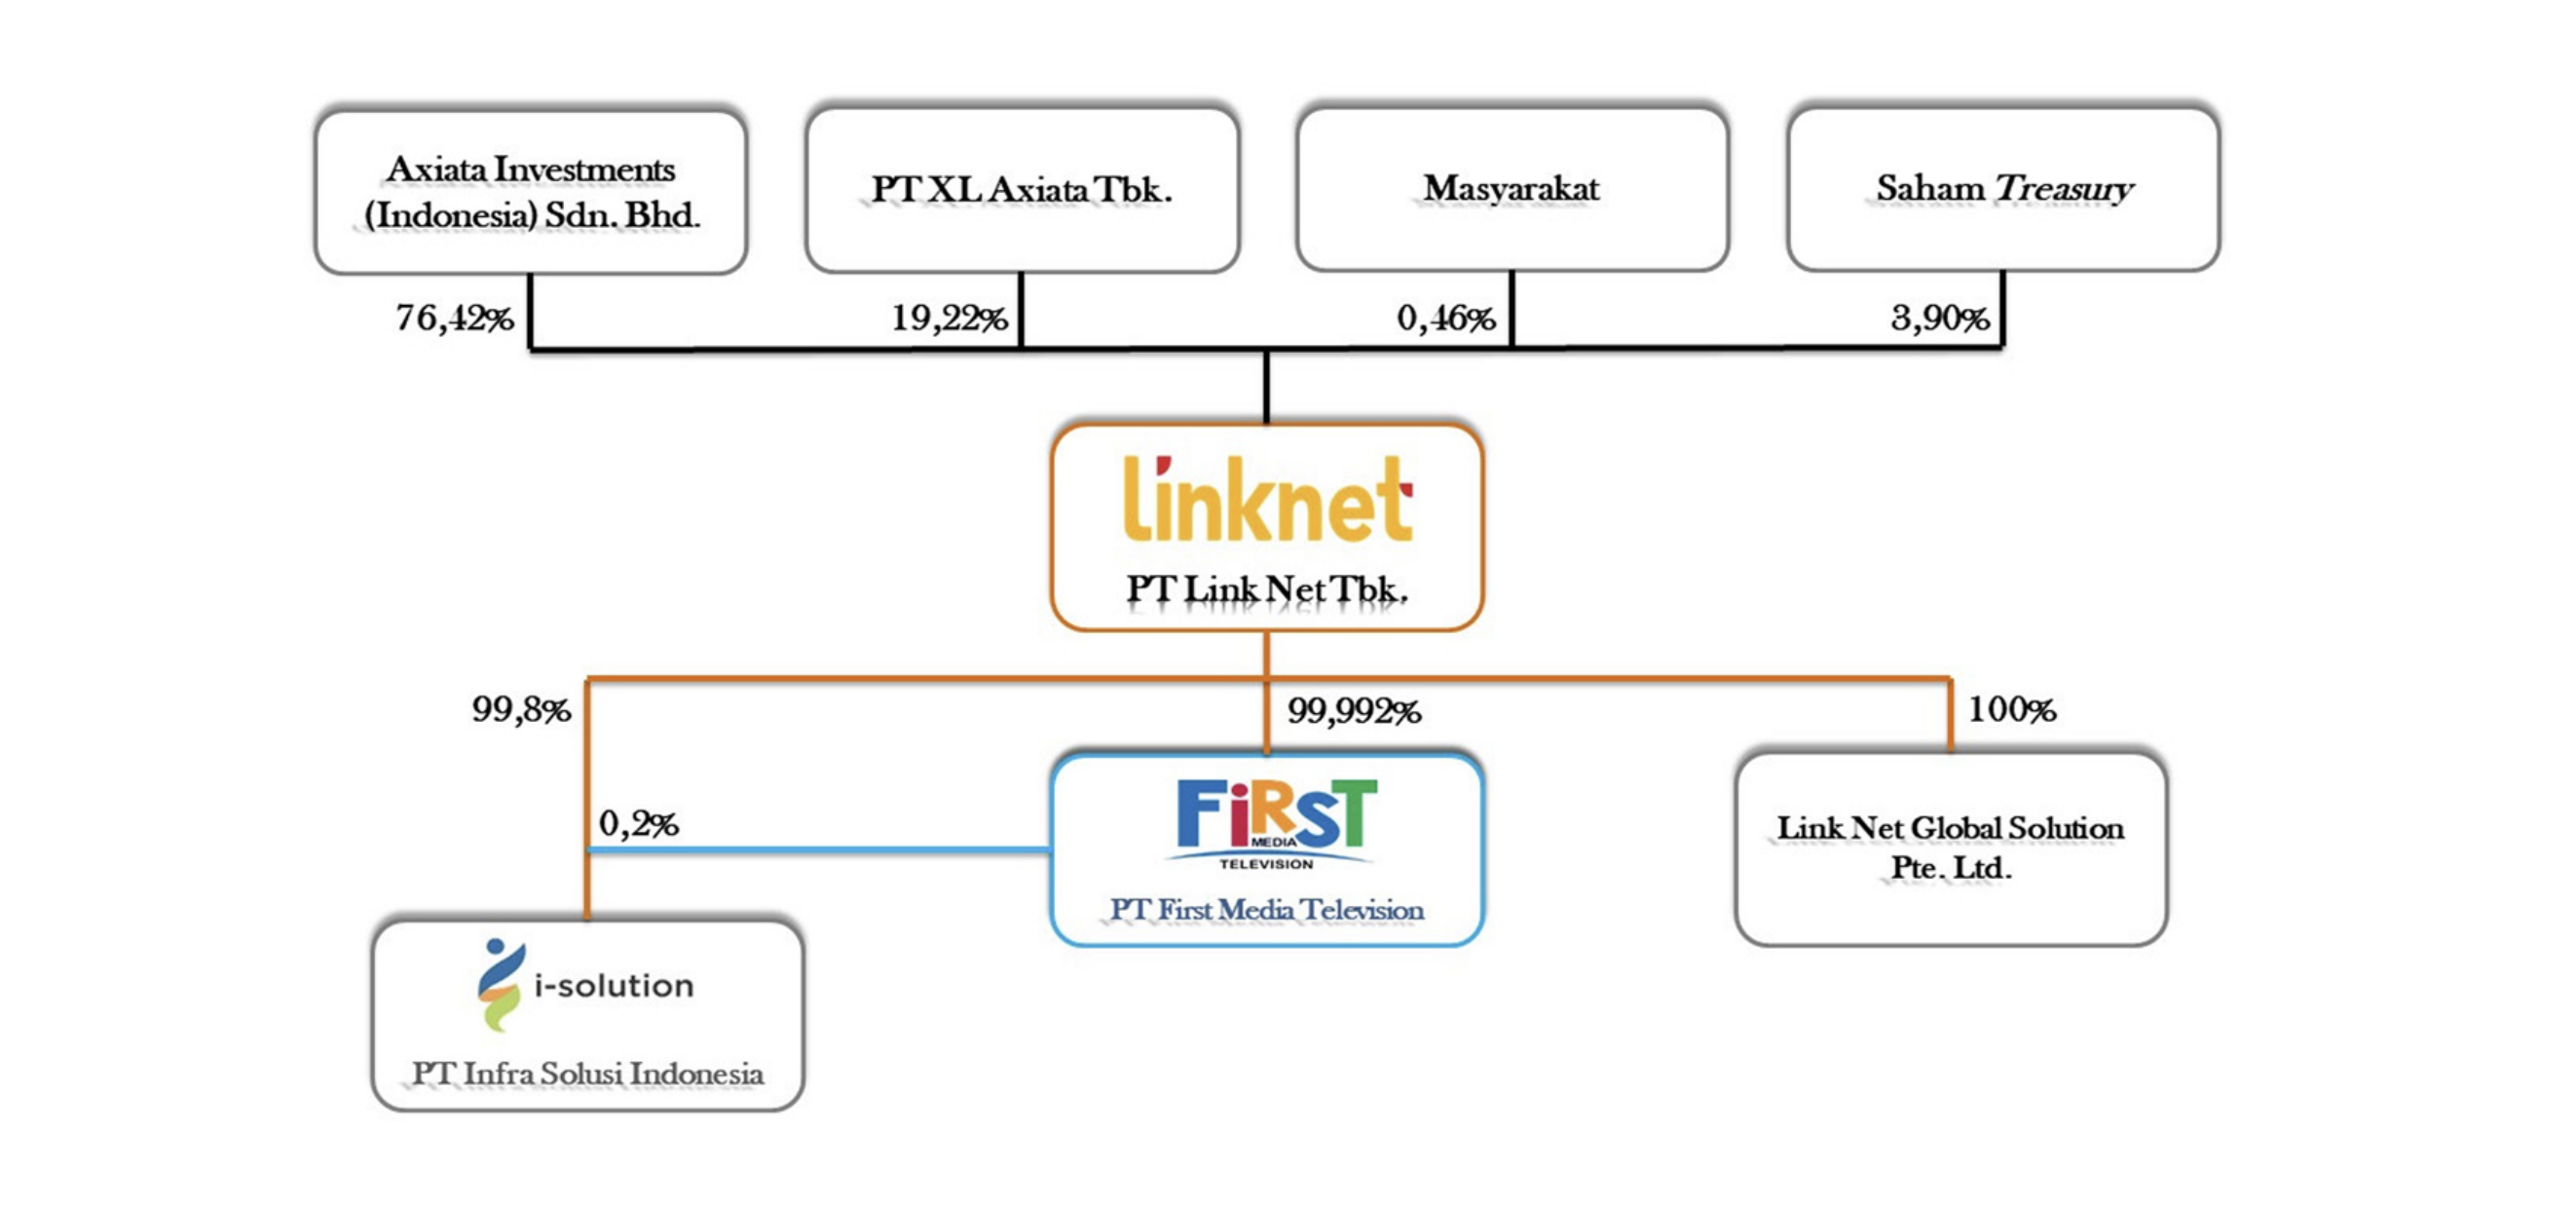 Axiata Investments
(Indonesia) Sdn. Bhd.
PT XL Axiata Tbk.
Masyarakat
Saham Treasury
76,42%
19,22%
0,46%
3,90%
linknet
PT Link Net Tbk.
99,8%
99,992%
100%
0,2%
FiRST
MEDIA
TELEVISION
PT First Media Television
Link Net Global Solution
Pte. Ltd.
i-solution
PT Infra Solusi Indonesia